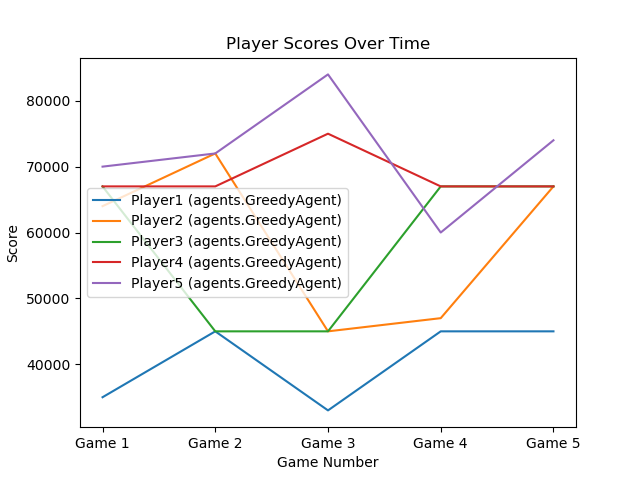 Player Scores Over Time
Score
80000
70000
60000
50000
40000
Player1 (agents.GreedyAgent)
Player2 (agents.GreedyAgent)
Player3 (agents.GreedyAgent)
Player4 (agents.GreedyAgent)
Player5 (agents.GreedyAgent)
Game 1 Game 2 Game 3 Game 4 Game 5
Game Number